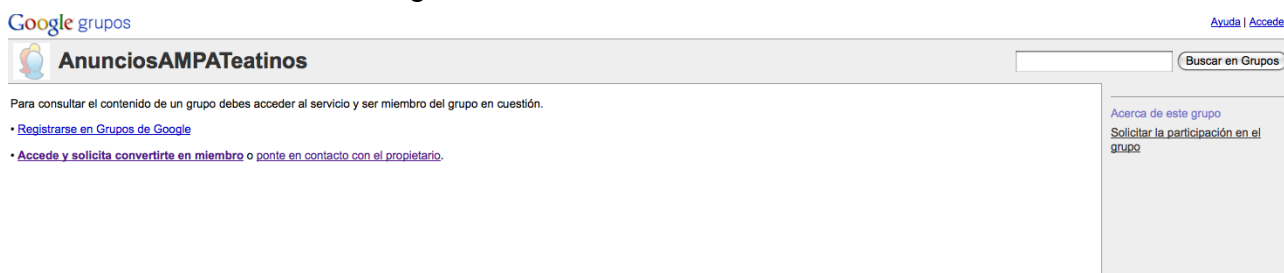 Google grupos
Ayuda | Accede
AnunciosAMPATeatinos
Buscar en Grupos
Para consultar el contenido de un grupo debes acceder al servicio y ser miembro del grupo en cuestión.
• Registrarse en Grupos de Google
• Accede y solicita convertirte en miembro o ponte en contacto con el propietario.
Acerca de este grupo
Solicitar la participación en el
grupo